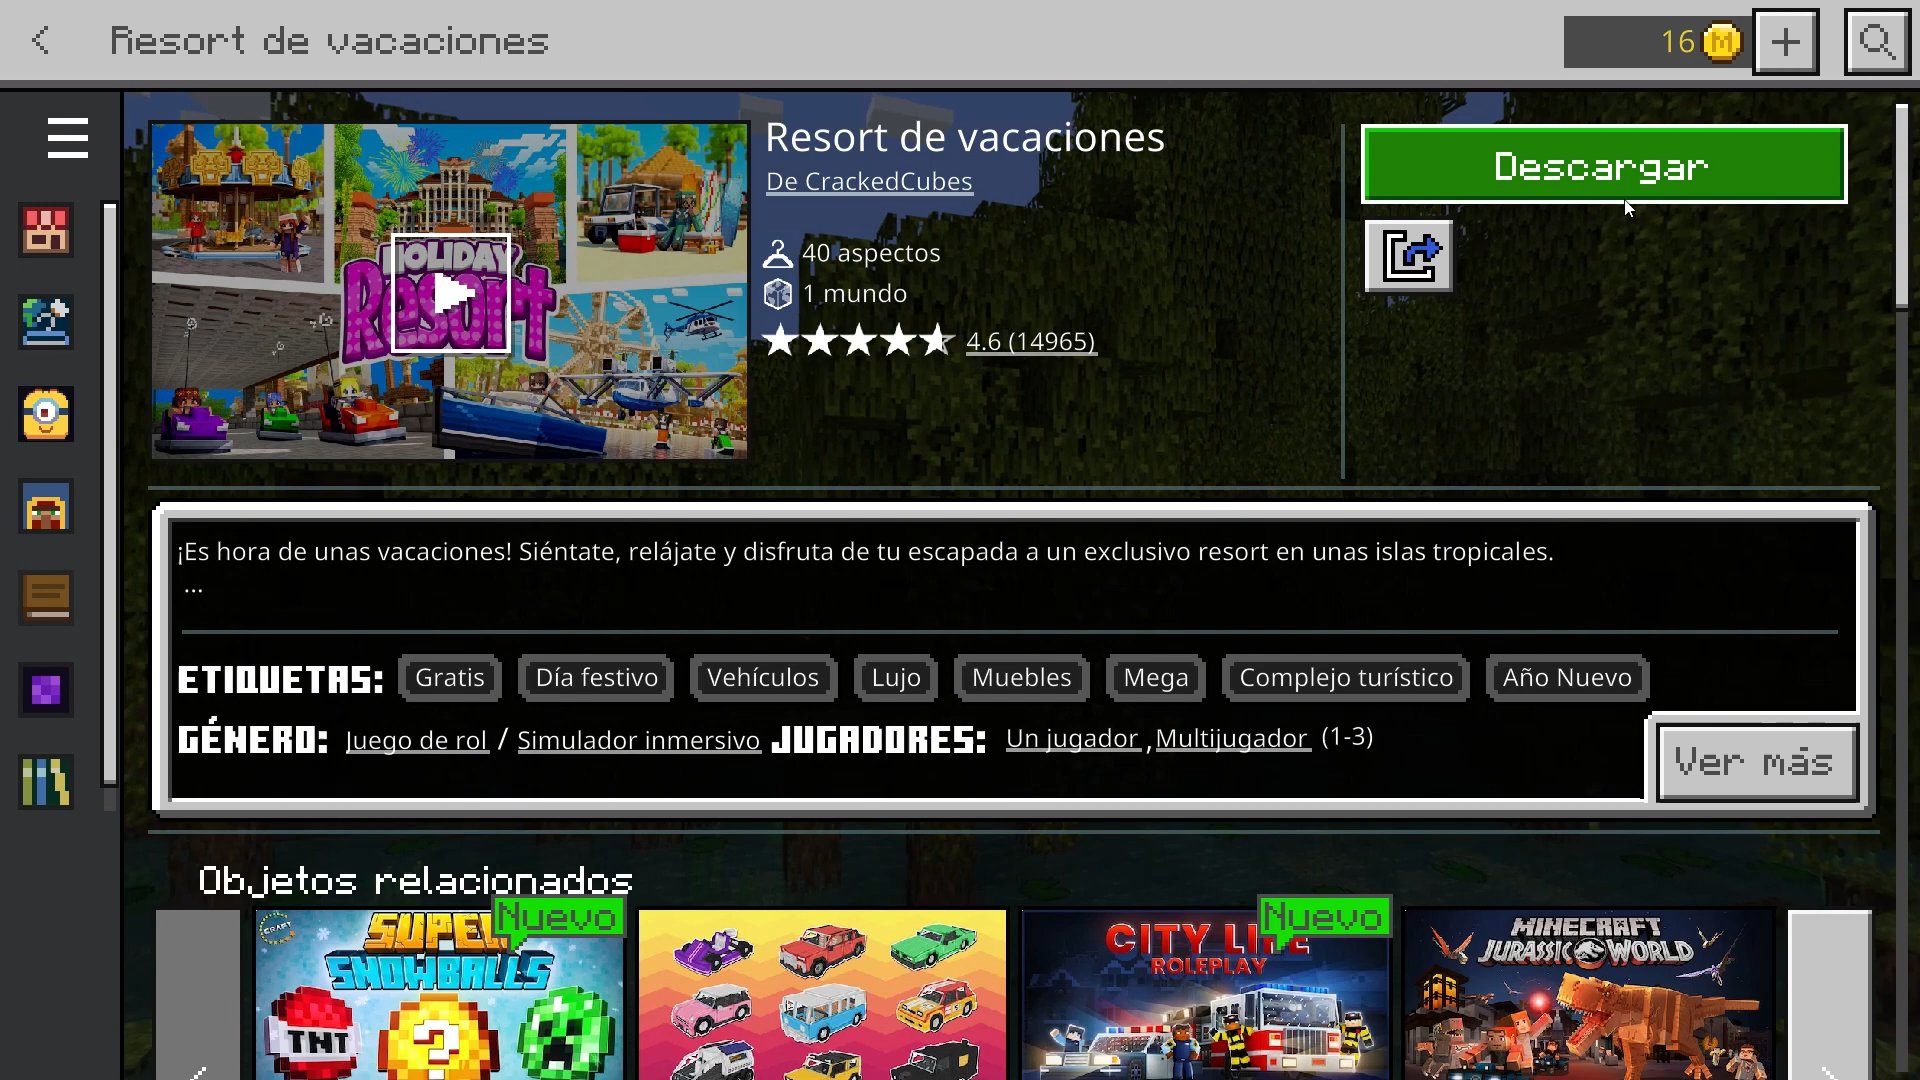 Resort de vacaciones
16
Resort de vacaciones
De CrackedCubes
40 aspectos
1 mundo
4.6 (14965)
Descargar
HOLIDAY
Resort
¡Es hora de unas vacaciones! Siéntate, relájate y disfruta de tu escapada a un exclusivo resort en unas islas tropicales.
...
ETIQUETAS: Gratis Día festivo Vehículos Lujo Muebles Mega Complejo turístico Año Nuevo
GÉNERO: Juego de rol / Simulador inmersivo JUGADORES: Un jugador ,Multijugador (1-3)
Ver más
Objetos relacionados
Nuevo
CRAFT
SUPER
SNOWBALLS
TNT
?
Nuevo
CITY LIFE
ROLEPLAY
MINECRAFT
JURASSIC WORLD